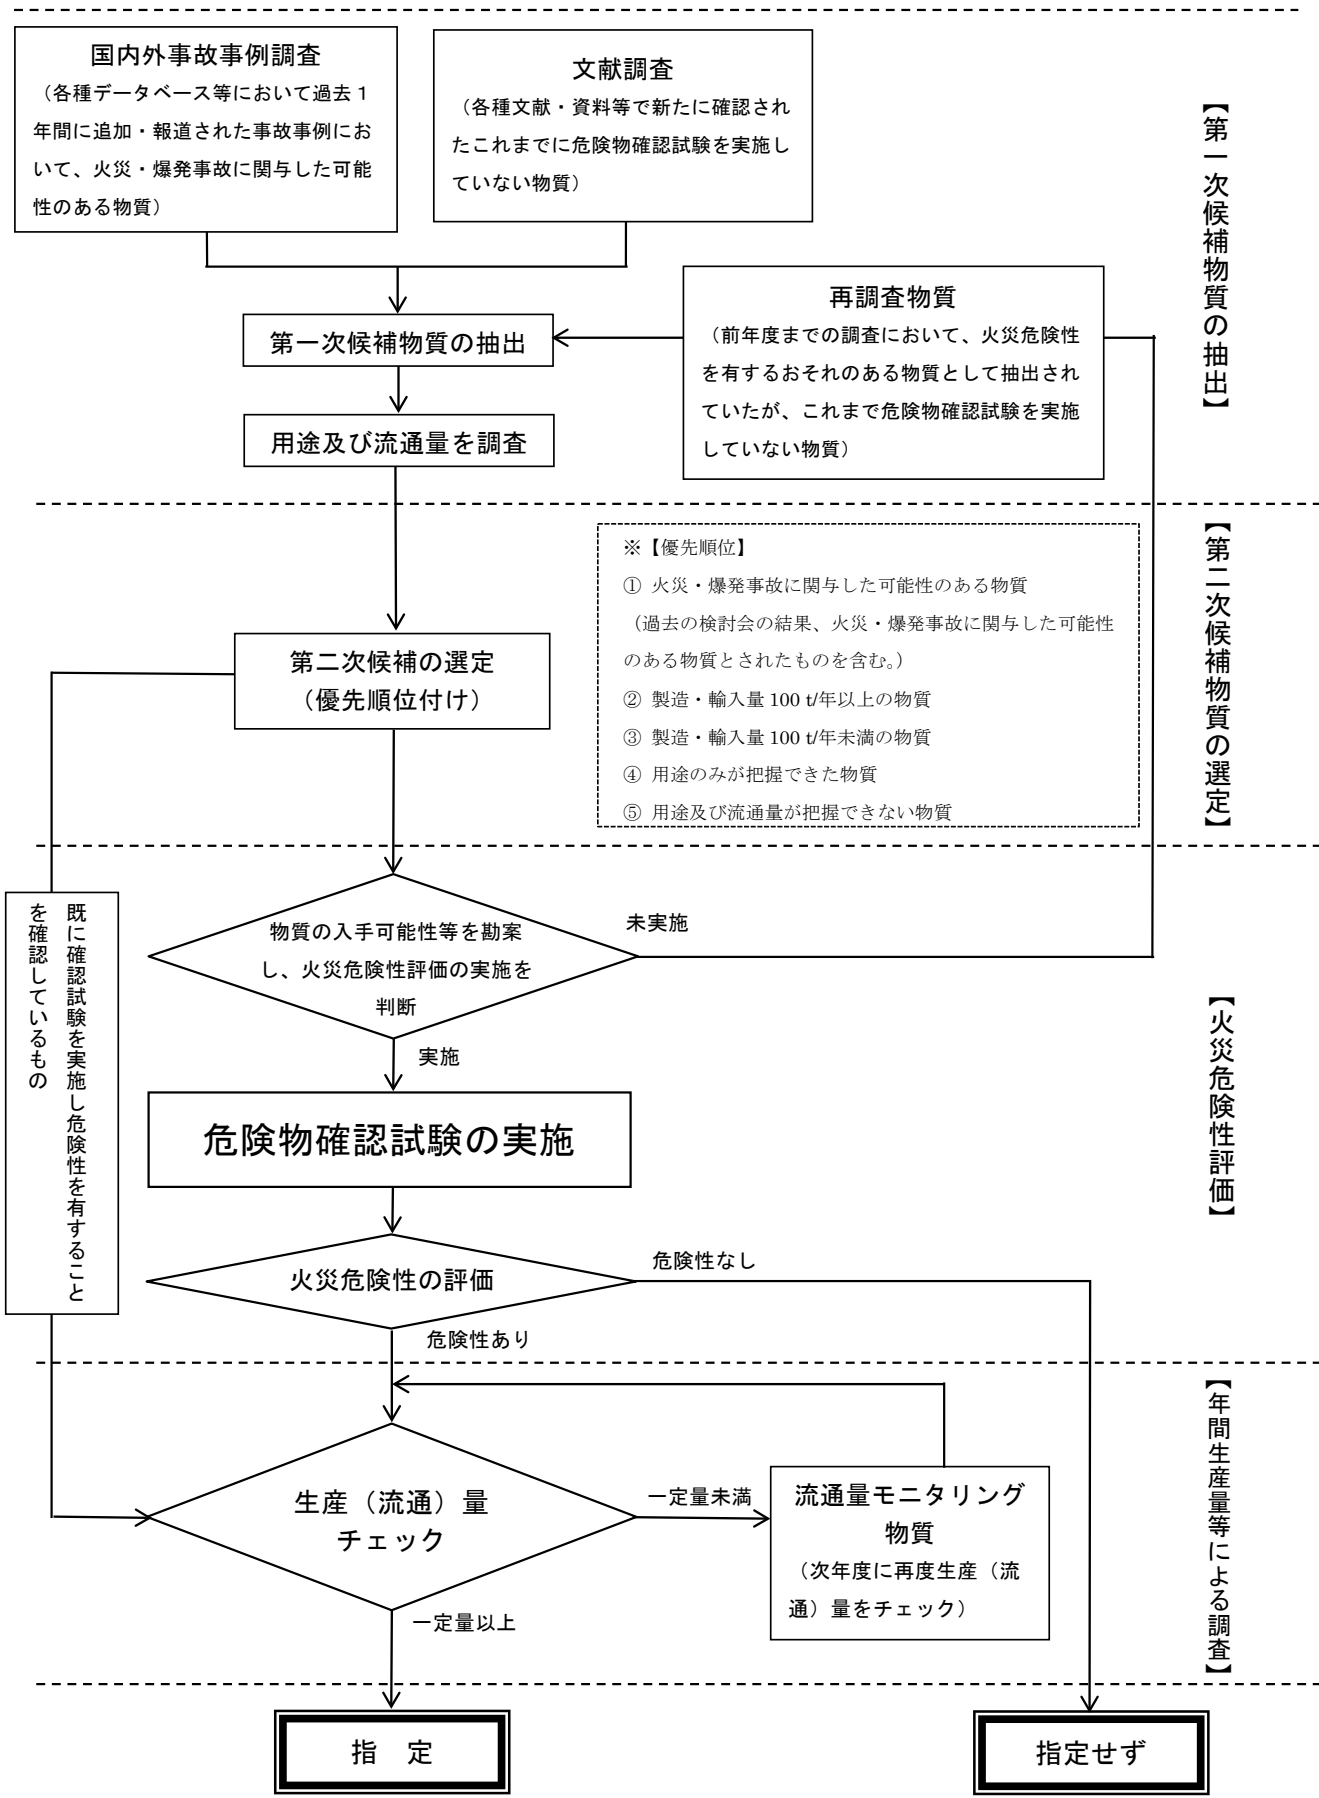 国内外事故事例調査
（各種データベース等において過去１
年間に追加・報道された事故事例にお
いて、火災・爆発事故に関与した可能
性のある物質）
文献調査
（各種文献・資料等で新たに確認され
たこれまでに危険物確認試験を実施し
ていない物質）
【第一次候補物質の抽出】
第一次候補物質の抽出
再調査物質
（前年度までの調査において、火災危険性
を有するおそれのある物質として抽出され
ていたが、これまで危険物確認試験を実施
していない物質）
用途及び流通量を調査
【第二次候補物質の選定】
※【優先順位】
① 火災・爆発事故に関与した可能性のある物質
（過去の検討会の結果、火災・爆発事故に関与した可能性
のある物質とされたものを含む。）
② 製造・輸入量 100 t/年以上の物質
③ 製造・輸入量 100 t/年未満の物質
④ 用途のみが把握できた物質
⑤ 用途及び流通量が把握できない物質
第二次候補の選定
（優先順位付け）
既に確認試験を実施し危険性を有すること
を確認しているもの
物質の入手可能性等を勘案
し、火災危険性評価の実施を
判断
未実施
実施
【火災危険性評価】
危険物確認試験の実施
火災危険性の評価
危険性なし
危険性あり
【年間生産量等による調査】
生産（流通）量
チェック
一定量未満
流通量モニタリング
物質
（次年度に再度生産（流
通）量をチェック）
一定量以上
指　定
指定せず